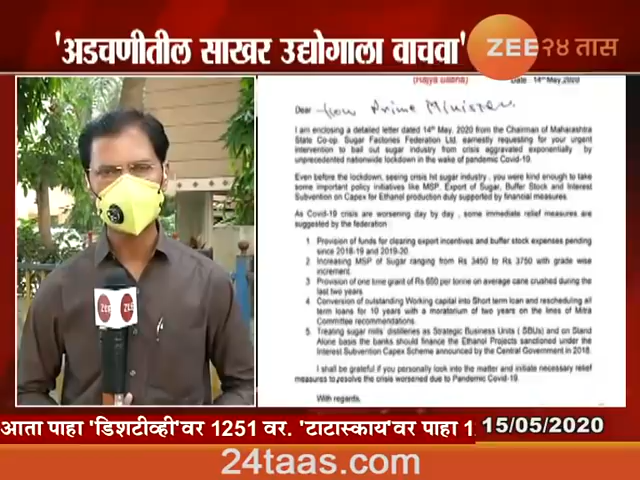 'अडचणीतील साखर उद्योगाला वाचवा'
ZEE २४ तास
(Rajya Sabha)
Date 14th May, 2020
Dear Hon Prime Minister,
I am enclosing a detailed letter dated 14th May, 2020 from the Chairman of Maharashtra
State Co-op. Sugar Factories Federation Ltd. earnestly requesting for your urgent
intervention to bail out sugar industry from crisis aggravated exponentially by
unprecedented nationwide lockdown in the wake of pandemic Covid-19.
Even before the lockdown, seeing crisis hit sugar industry , you were kind enough to take
some important policy initiatives like MSP, Export of Sugar, Buffer Stock and Interest
Subvention on Capex for Ethanol production duly supported by financial measures.
As Covid-19 crisis are worsening day by day , some immediate relief measures are
suggested by the federation
1 Provision of funds for clearing export incentives and buffer stock expenses pending
since 2018-19 and 2019-20.
2 Increasing MSP of Sugar ranging from Rs 3450 to Rs 3750 with grade wise
increment.
3 Provision of one time grant of Rs 650 per tonne on average cane crushed during the
last two years
4 Conversion of outstanding Working capital into Short term loan and rescheduling all
term loans for 10 years with a moratorium of two years on the lines of Mitra
Committee recommendations.
5. Treating sugar mills distilleries as Strategic Business Units ( SBUs) and on Stand
Alone basis the banks should finance the Ethanol Projects sanctioned under the
Interest Subvention Capex Scheme announced by the Central Government in 2018.
I shall be grateful if you personally look into the matter and initiate necessary relief
measures to resolve the crisis worsened due to Pandemic Covid-19.
With regards,
आता पाहा 'डिशटीव्ही'वर 1251 वर. 'टाटास्काय'वर पाहा 1
15/05/2020
24taas.com